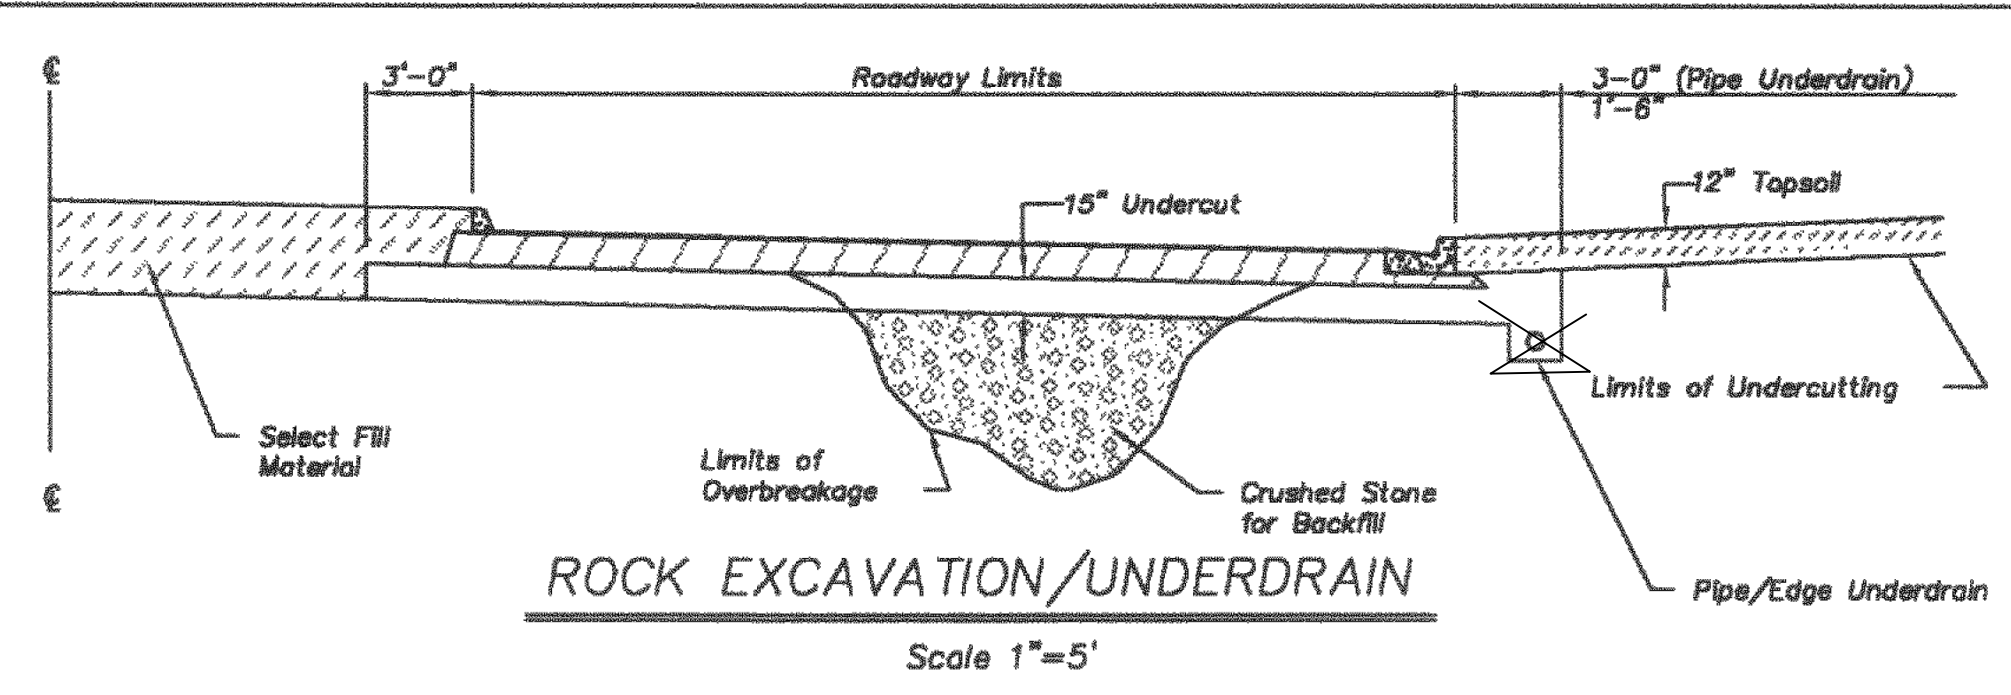 ℄
3'-0"
Roadway Limits
3-0" (Pipe Underdrain)
1'-6"
12" Topsoil
15" Undercut
Limits of Undercutting
Select Fill
Material
Limits of
Overbreakage
Crushed Stone
for Backfill
℄
Pipe/Edge Underdrain
ROCK EXCAVATION/UNDERDRAIN
Scale 1"=5'